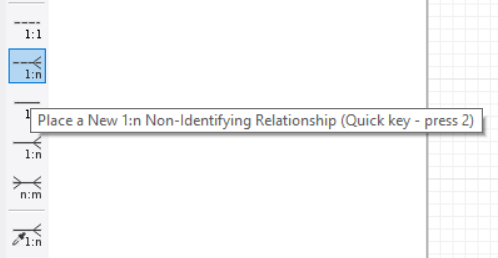 1:1
1:n
1
Place a New 1:n Non-Identifying Relationship (Quick key - press 2)
1:n
n:m
1:n